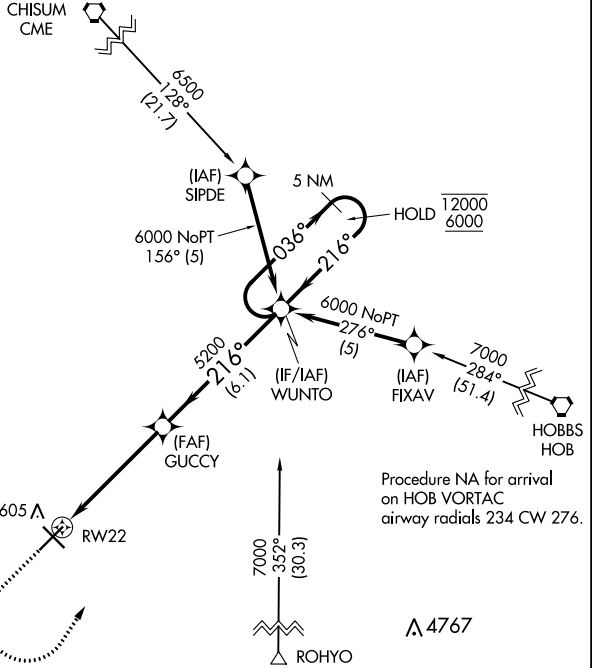 CHISUM
CME
6500
128°
(21.7)
(IAF)
SIPDE
5 NM
HOLD
12000
6000
6000 NoPT
156° (5)
036°
216°
6000 NoPT
276°
(5)
5200
216°
(6.1)
(IF/IAF)
WUNTO
(IAF)
FIXAV
7000
284°
(51.4)
HOBBS
HOB
(FAF)
GUCCY
Procedure NA for arrival
on HOB VORTAC
airway radials 234 CW 276.
605
RW22
7000
352°
(30.3)
4767
ROHYO